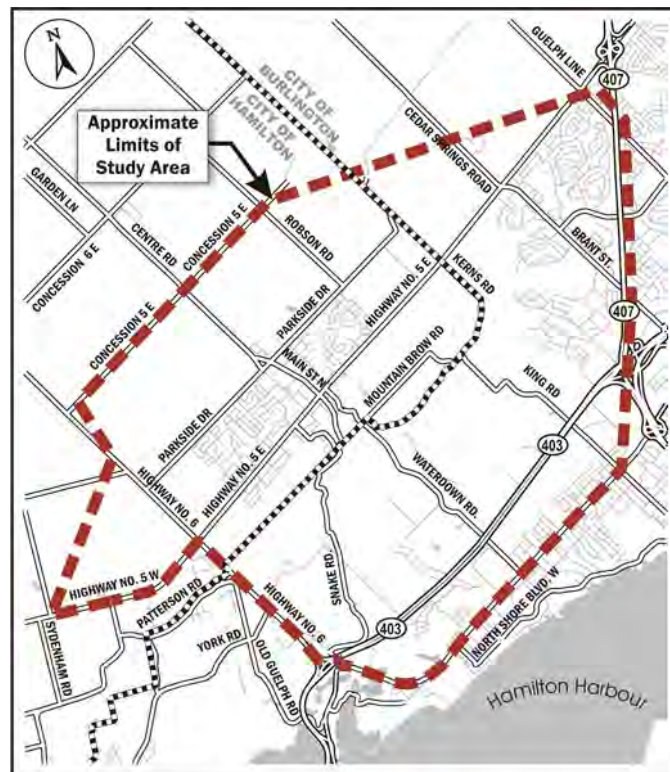 N
GUELPH LINE
407
CITY OF
BURLINGTON
CITY OF
HAMILTON
CEDAR SPRINGS ROAD
Approximate
Limits of
Study Area
GARDEN LN
CENTRE RD
CONCESSION 5 E
ROBSON RD
BRANT ST.
CONCESSION 6 E
PARKSIDE DR
HIGHWAY NO. 5 E
KERNS RD
407
CONCESSION 5 E
MAIN ST N
MOUNTAIN BROW RD
KING RD
PARKSIDE DR
HIGHWAY NO. 5 E
403
HIGHWAY NO. 6
WATERDOWN RD.
SNAKE RD.
HIGHWAY NO. 5 W
PATTERSON RD
HIGHWAY NO. 6
403
NORTH SHORE BLVD. W
SYDENHAM RD
YORK RD
OLD GUELPH RD
Hamilton Harbour